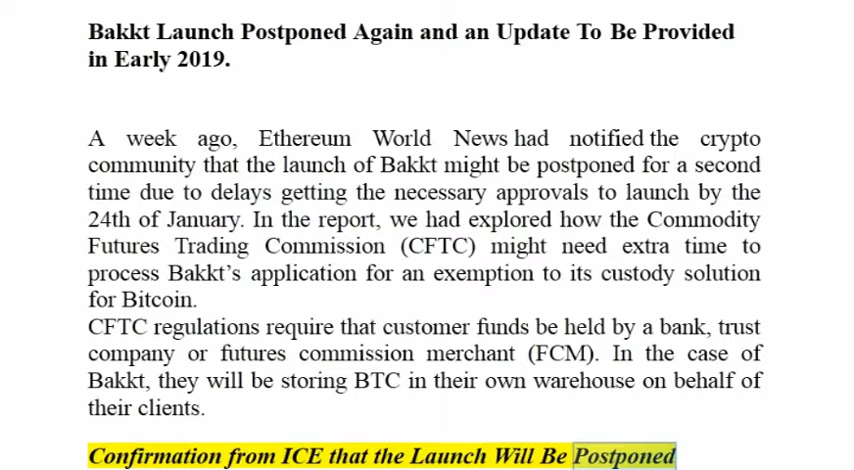 Bakkt Launch Postponed Again and an Update To Be Provided
in Early 2019.
A week ago, Ethereum World News had notified the crypto
community that the launch of Bakkt might be postponed for a second
time due to delays getting the necessary approvals to launch by the
24th of January. In the report, we had explored how the Commodity
Futures Trading Commission (CFTC) might need extra time to
process Bakkt’s application for an exemption to its custody solution
for Bitcoin.
CFTC regulations require that customer funds be held by a bank, trust
company or futures commission merchant (FCM). In the case of
Bakkt, they will be storing BTC in their own warehouse on behalf of
their clients.
Confirmation from ICE that the Launch Will Be Postponed